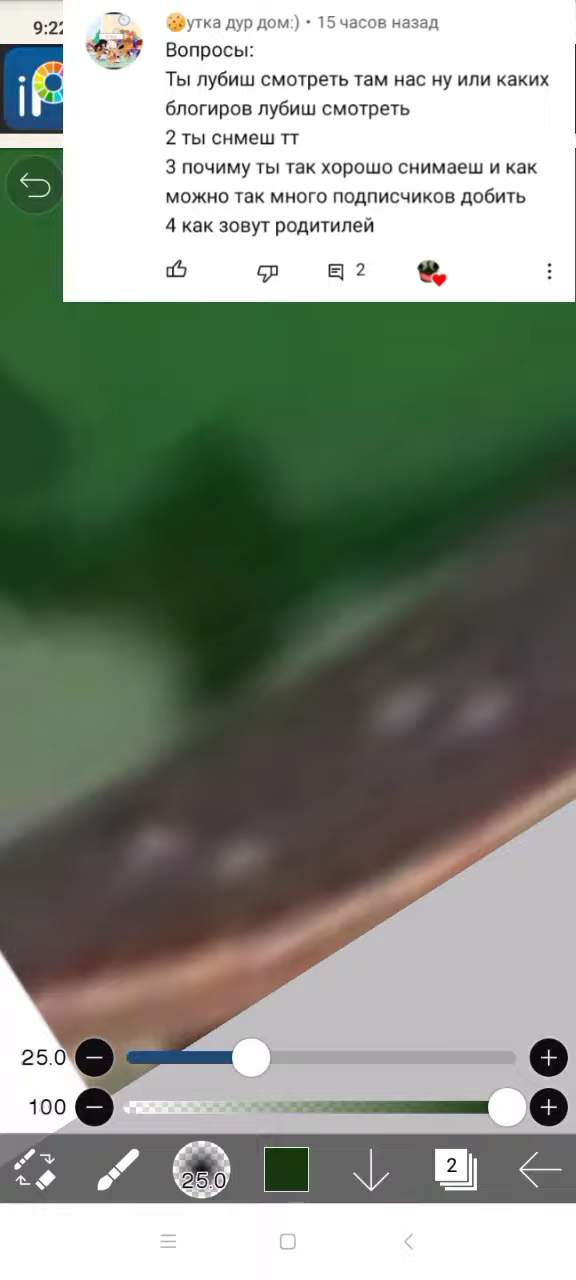 9:22
iP
утка дур дом:) • 15 часов назад
Вопросы:
Ты лубиш смотреть там нас ну или каких
блогиров лубиш смотреть
2 ты снмеш тт
3 почиму ты так хорошо снимаеш и как
можно так много подписчиков добить
4 как зовут родитилей
2
25.0
100
25.0
2